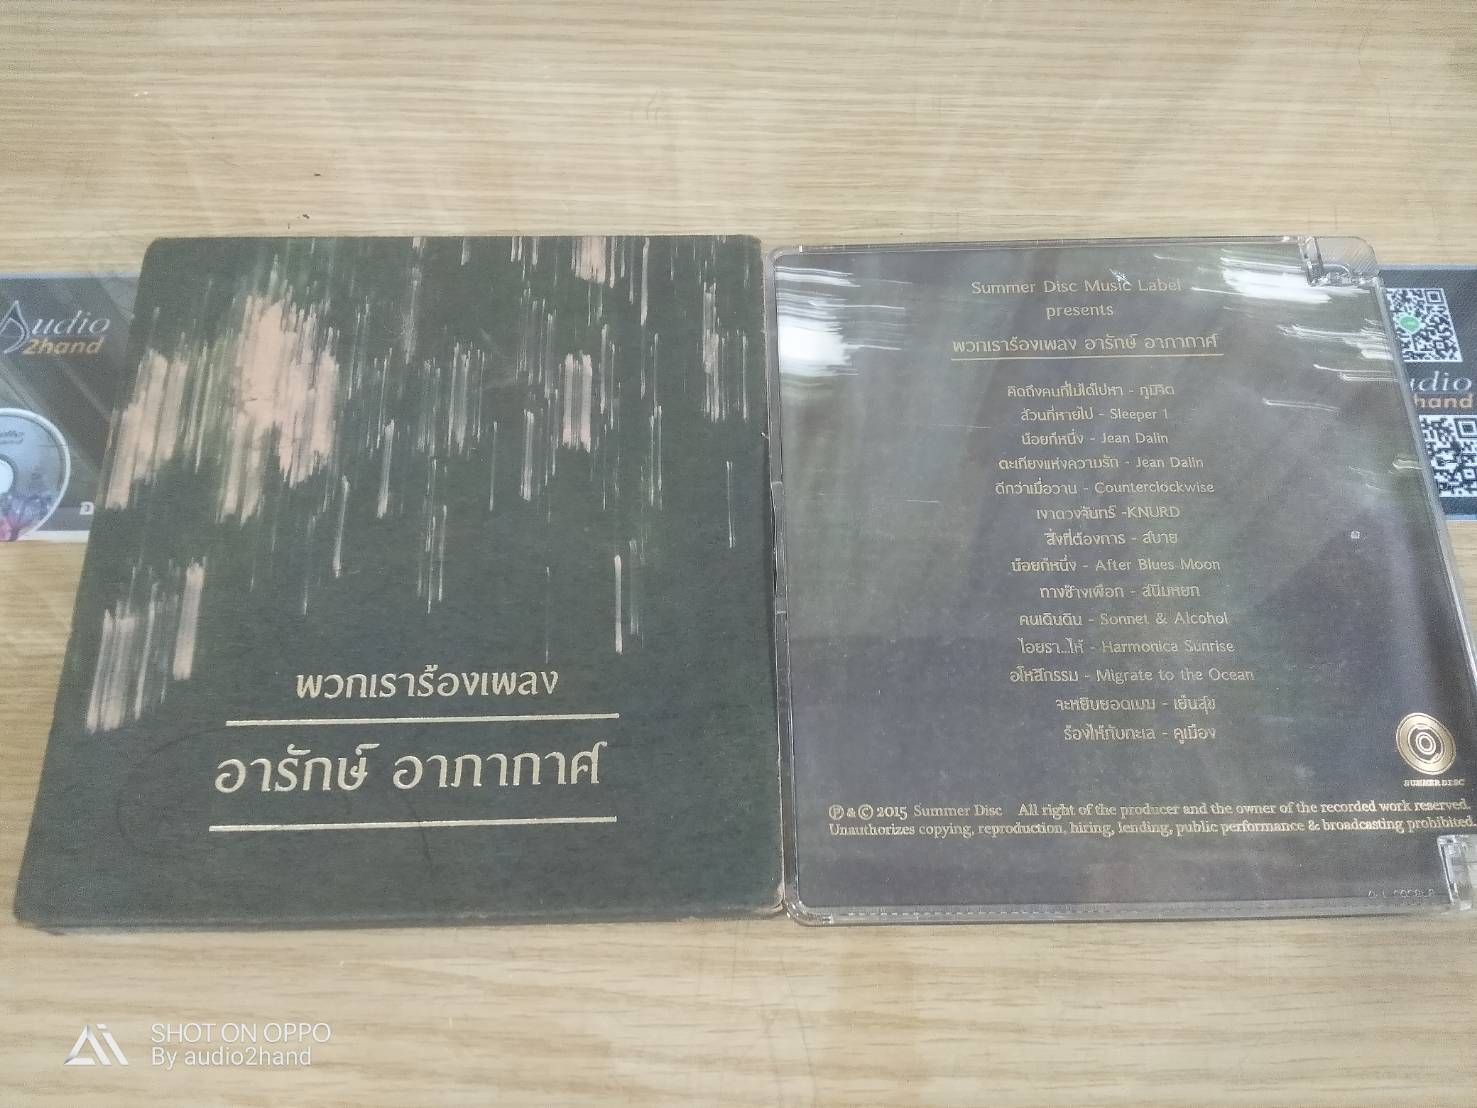 Audio
2hand
พวกเราร้องเพลง
อารักษ์ อาภากาศ
Summer Disc Music Label
presents
พวกเราร้องเพลง อารักษ์ อาภากาศ
คิดถึงคนที่ไม่ได้ไปหา - ภูมิจิต
ส่วนที่หายไป - Sleeper 1
น้อยก็หนึ่ง - Jean Dalin
ตะเกียงแห่งความรัก - Jean Dalin
ดีกว่าเมื่อวาน - Counterclockwise
เงาดวงจันทร์ -KNURD
สิ่งที่ต้องการ - สบาย
น้อยก็หนึ่ง - After Blues Moon
ทางช้างเผือก - สนิมหยก
คนเดินดิน - Sonnet & Alcohol
ไอยรา...ไห้ - Harmonica Sunrise
อโหสิกรรม - Migrate to the Ocean
จะหยิบยอดเมฆ - เย็นสุข
ร้องไห้กับทะเล - คูเมือง
SUMMER DISC
Ⓟ & © 2015 Summer Disc All right of the producer and the owner of the recorded work reserved.
Unauthorizes copying, reproduction, hiring, lending, public performance & broadcasting prohibited.
udio
hand
SHOT ON OPPO
By audio2hand